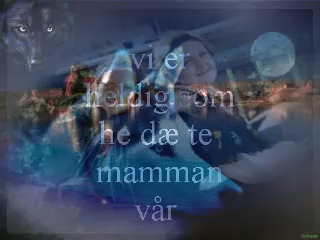 vi er
heldig som
he dæ te
mamman
vår